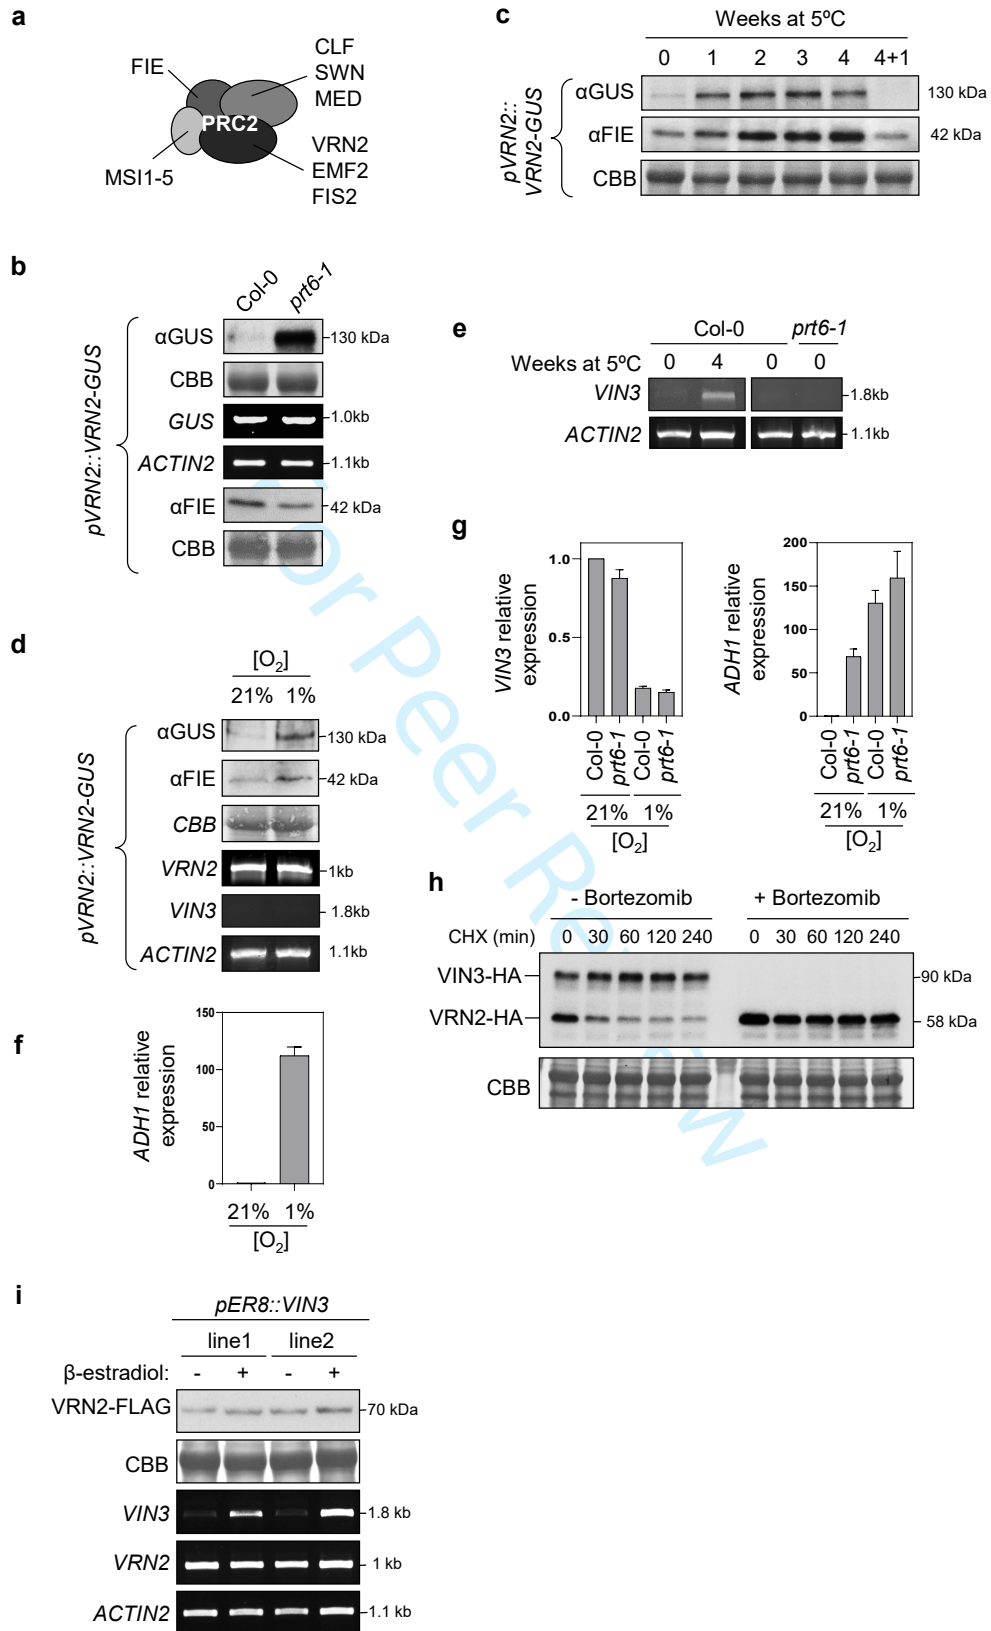 a
FIE
CLF
SWN
MED
PRC2
MSI1-5
VRN2
EMF2
FIS2
c
Weeks at 5ºC
0 1 2 3 4 4+1
pVRN2::
VRN2-GUS
αGUS
130 kDa
αFIE
42 kDa
CBB
b
Col-0
prt6-1
pVRN2::VRN2-GUS
αGUS
130 kDa
CBB
GUS
1.0kb
ACTIN2
1.1kb
αFIE
42 kDa
CBB
e
Col-0 prt6-1
Weeks at 5ºC 0 4 0 0
VIN3
1.8kb
ACTIN2
1.1kb
d
[O2]
21% 1%
pVRN2::VRN2-GUS
αGUS
130 kDa
αFIE
42 kDa
CBB
VRN2
1kb
VIN3
1.8kb
ACTIN2
1.1kb
g
VIN3 relative
expression
1.0
0.5
0.0
Col-0
prt6-1
Col-0
prt6-1
21% 1%
[O2]
ADH1 relative
expression
200
150
100
50
0
Col-0
prt6-1
Col-0
prt6-1
21% 1%
[O2]
f
ADH1 relative
expression
150
100
50
0
21% 1%
[O2]
h
- Bortezomib + Bortezomib
CHX (min) 0 30 60 120 240 0 30 60 120 240
VIN3-HA
90 kDa
VRN2-HA
58 kDa
CBB
i
pER8::VIN3
line1 line2
β-estradiol: - + - +
VRN2-FLAG
70 kDa
CBB
VIN3
1.8 kb
VRN2
1 kb
ACTIN2
1.1 kb
For Peer Review